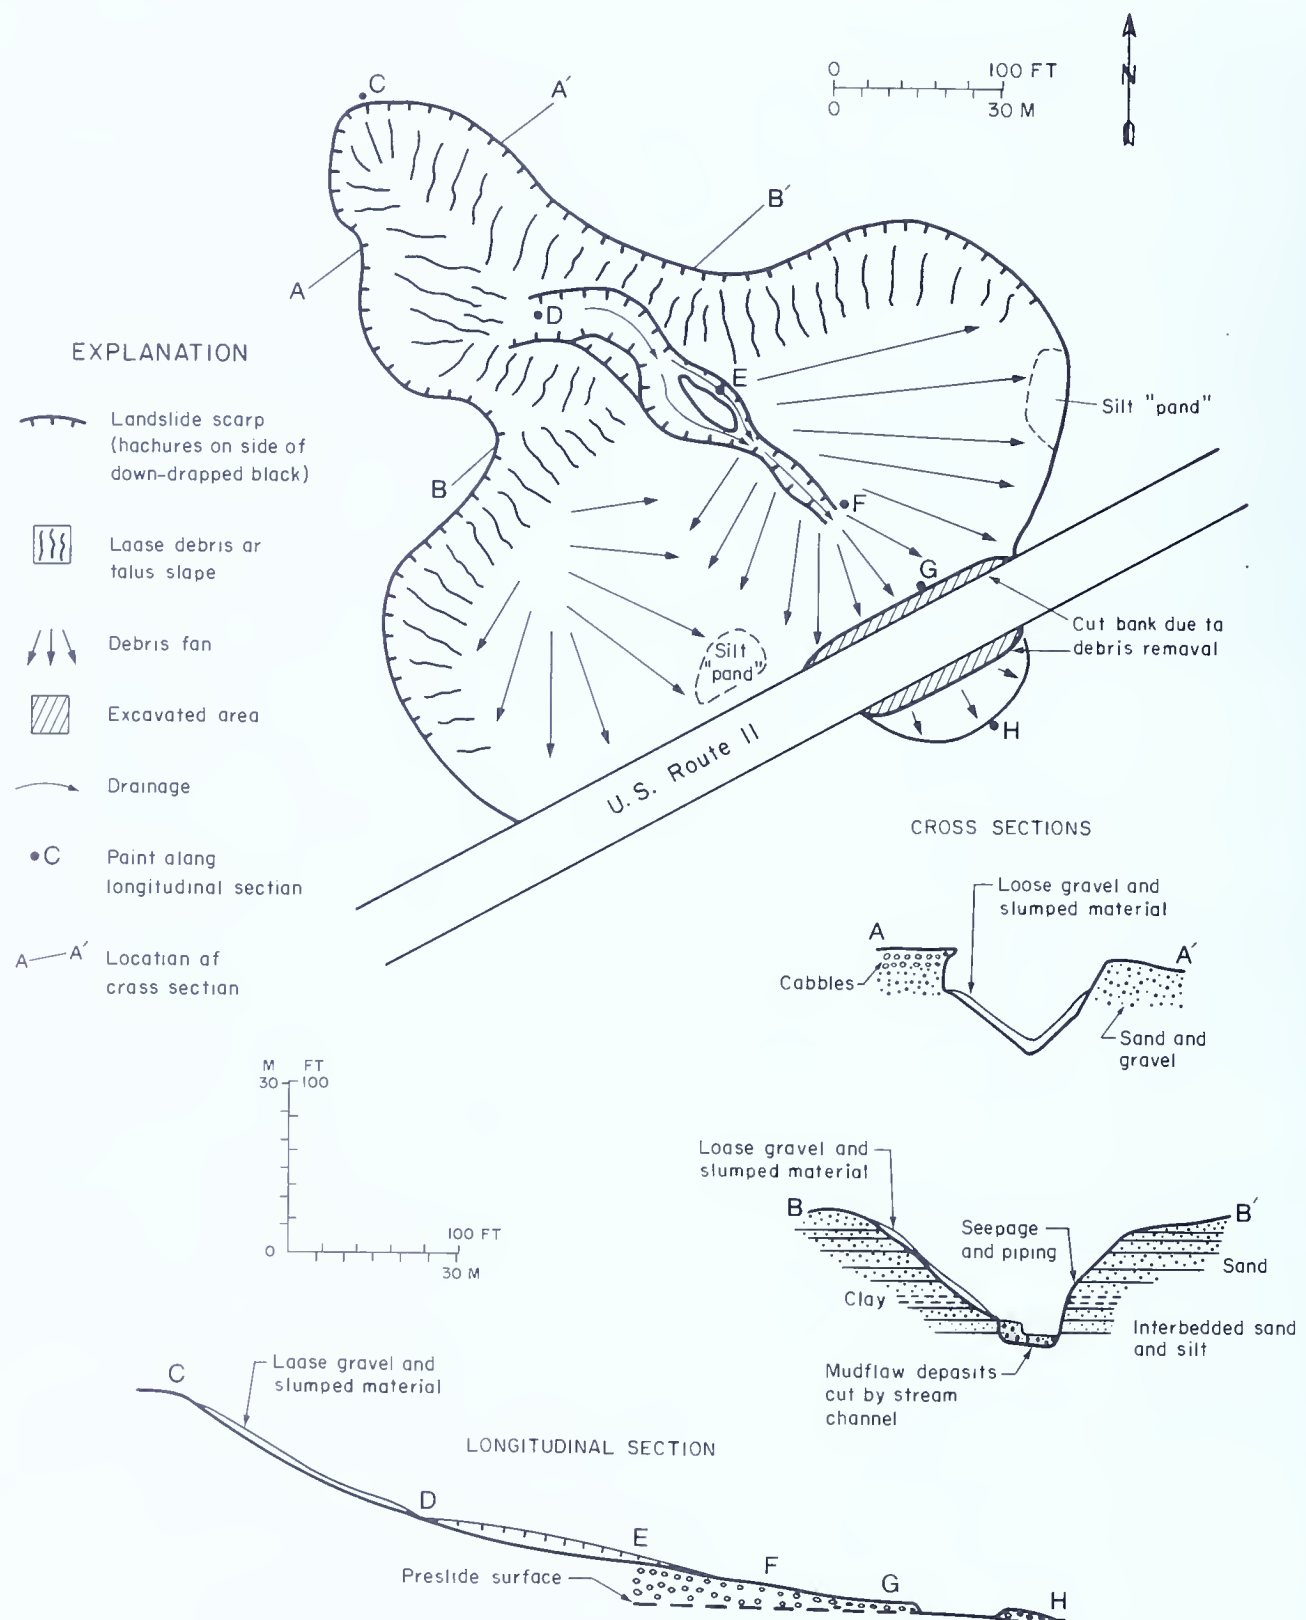 C
A′
0 100 FT
0 30 M
N
B′
A
D
EXPLANATION
E
Silt "pand"
Landslide scarp
(hachures on side of
down-drapped black)
B
F
Laase debris ar
talus slape
G
Cut bank due ta
debris remaval
Debris fan
Silt
"pand"
Excavated area
H
U.S. Route 11
Drainage
CROSS SECTIONS
•C Paint alang
longitudinal sectian
Loose gravel and
slumped material
A
A′
A A′ Lacatian af
crass sectian
Cabbles
Sand and
gravel
M FT
30 100
0
100 FT
30 M
Laase gravel and
slumped material
B
B′
Seepage
and piping
Sand
Clay
Interbedded sand
and silt
Mudflaw depasits
cut by stream
channel
C
Laase gravel and
slumped material
LONGITUDINAL SECTION
D
E
F
G
H
Preslide surface